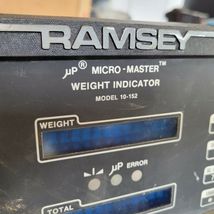 RAMSEY
µP® MICRO-MASTER™
WEIGHT INDICATOR
MODEL 10-152
WEIGHT
µP ERROR
TOTAL